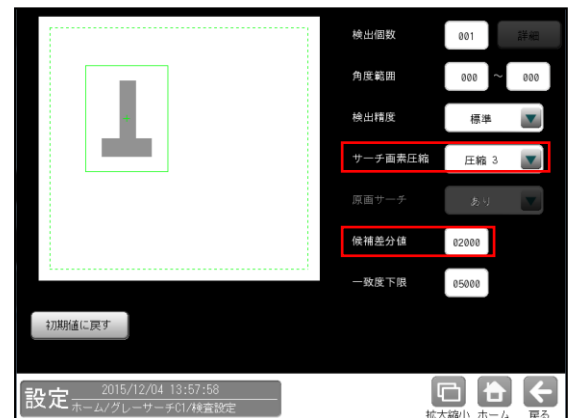 検出個数 001 詳細
角度範囲 000 ～ 000
検出精度 標準
サーチ画素圧縮 圧縮 3
原画サーチ あり
候補差分値 02000
一致度下限 05000
初期値に戻す
設定 2015/12/04 13:57:58
ホーム/グレーサーチC1/検査設定
拡大縮小 ホーム 戻る